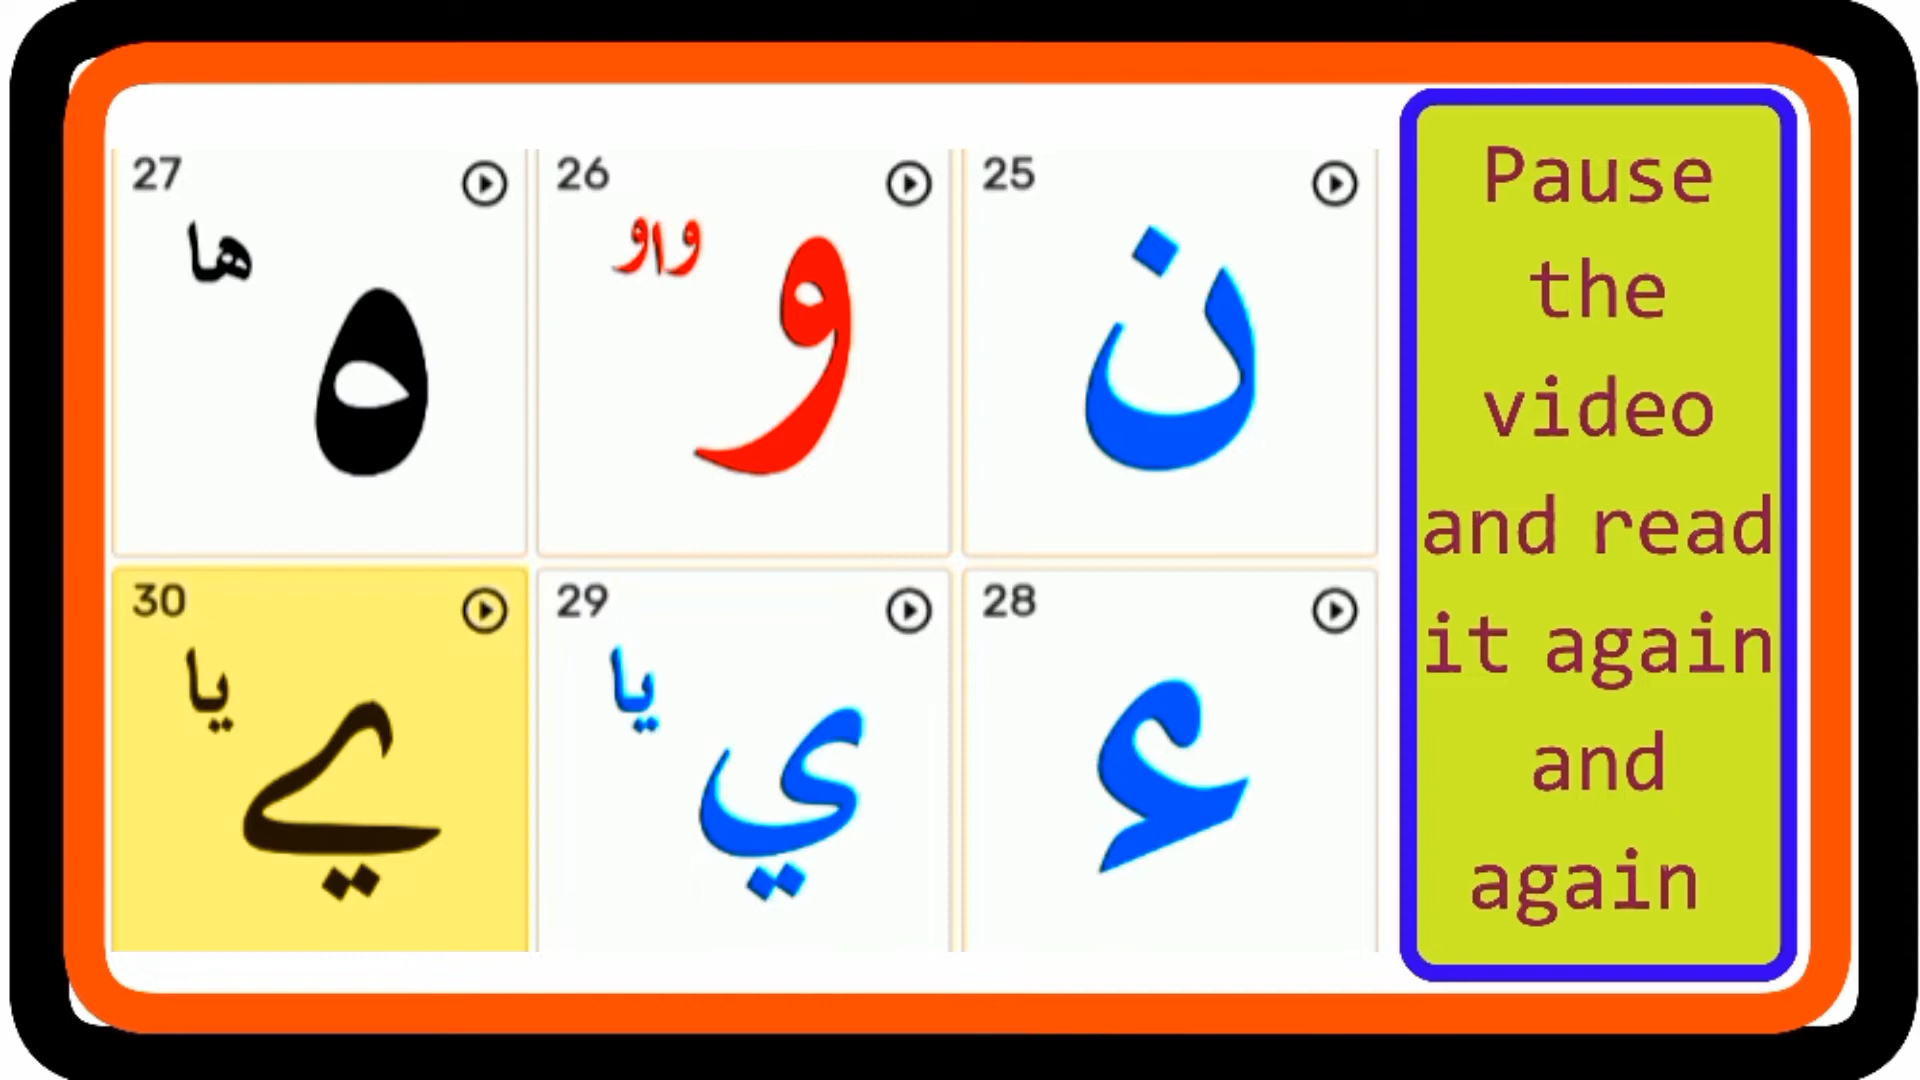 25
ن
26
واو
و
27
ها
ه
28
ء
29
يا
ي
30
يا
ے
Pause
the
video
and read
it again
and
again